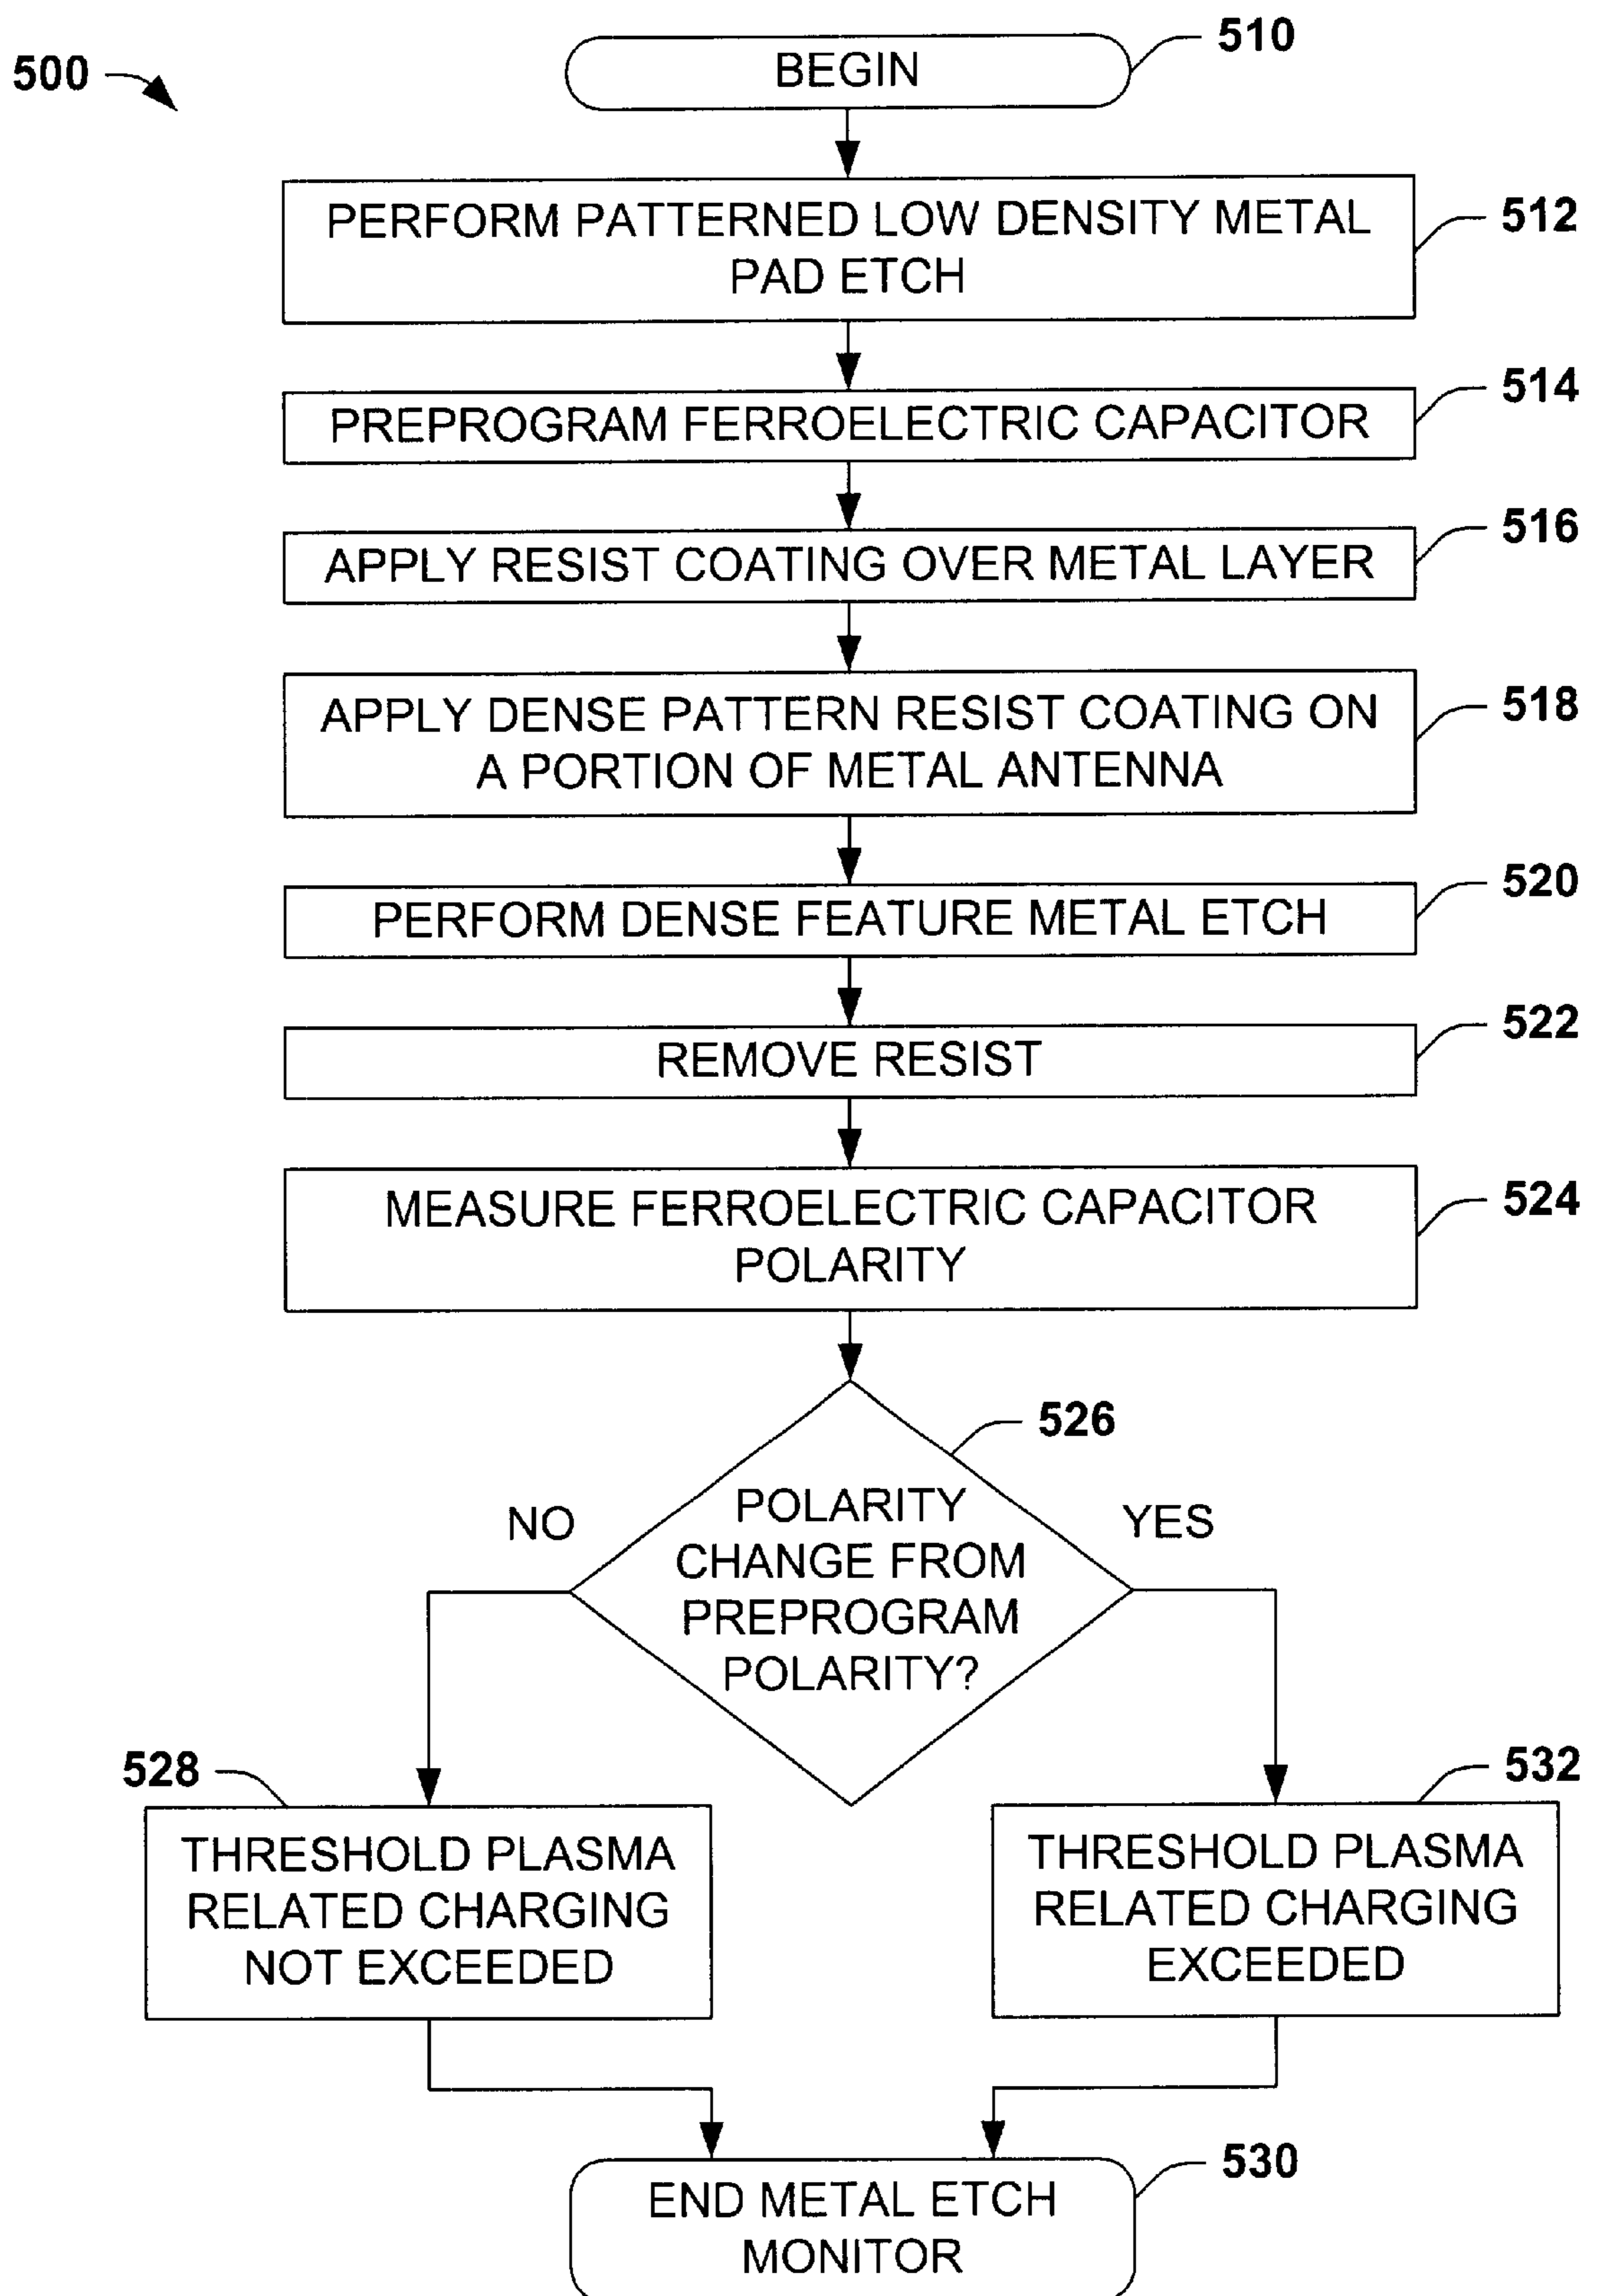 500
BEGIN
510
PERFORM PATTERNED LOW DENSITY METAL
PAD ETCH
512
PREPROGRAM FERROELECTRIC CAPACITOR
514
APPLY RESIST COATING OVER METAL LAYER
516
APPLY DENSE PATTERN RESIST COATING ON
A PORTION OF METAL ANTENNA
518
PERFORM DENSE FEATURE METAL ETCH
520
REMOVE RESIST
522
MEASURE FERROELECTRIC CAPACITOR
POLARITY
524
526
POLARITY
CHANGE FROM
PREPROGRAM
POLARITY?
NO
YES
528
THRESHOLD PLASMA
RELATED CHARGING
NOT EXCEEDED
532
THRESHOLD PLASMA
RELATED CHARGING
EXCEEDED
530
END METAL ETCH
MONITOR